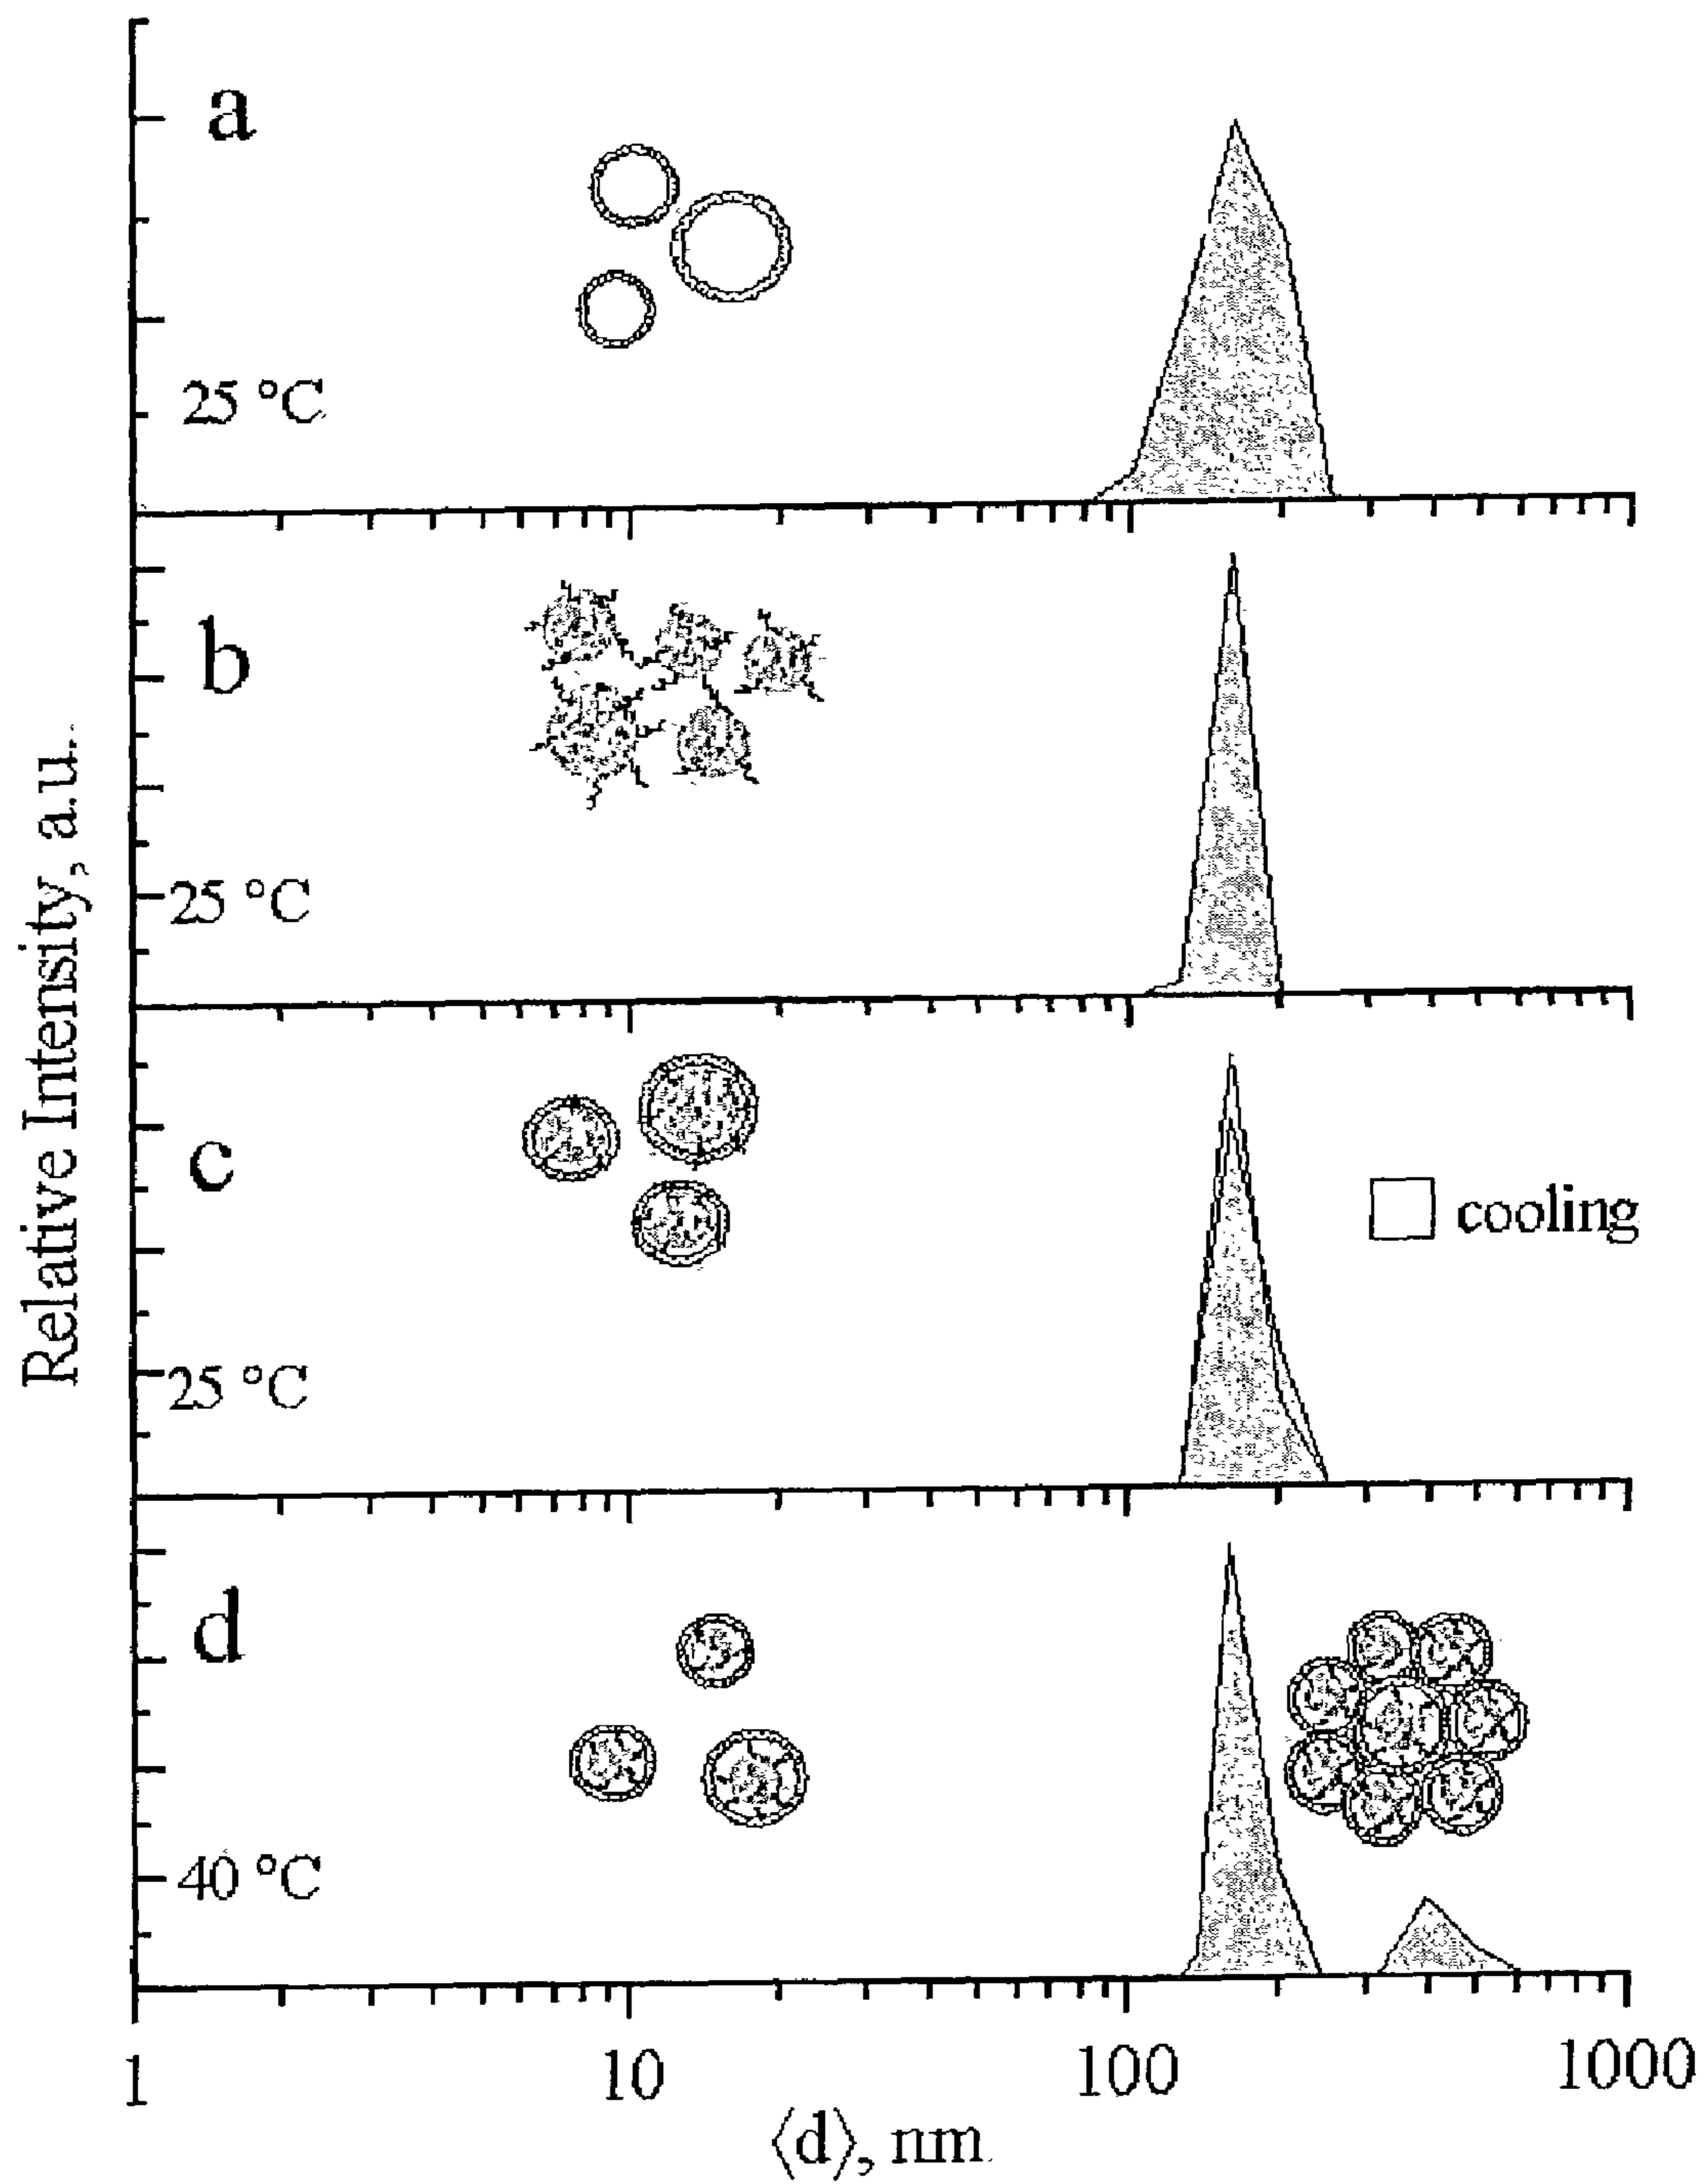 a
25 °C
b
25 °C
c
cooling
25 °C
d
40 °C
1 10 100 1000
⟨d⟩, nm
Relative Intensity, a.u.